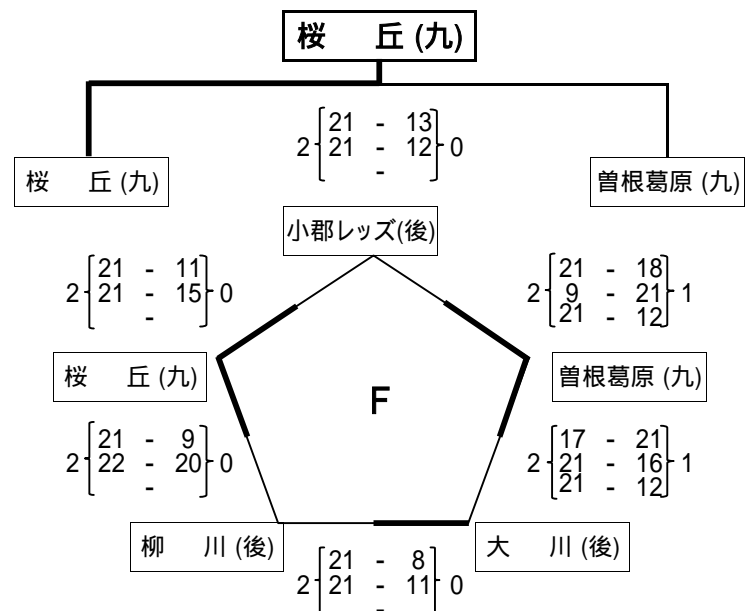 桜 丘 (九)
21 - 13
2 21 - 12 0
-
桜 丘 (九)
曽根葛原 (九)
小郡レッズ(後)
21 - 11
2 21 - 15 0
-
21 - 18
2 9 - 21 1
21 - 12
桜 丘 (九)
F
曽根葛原 (九)
21 - 9
2 22 - 20 0
-
17 - 21
2 21 - 16 1
21 - 12
柳 川 (後)
大 川 (後)
21 - 8
2 21 - 11 0
-